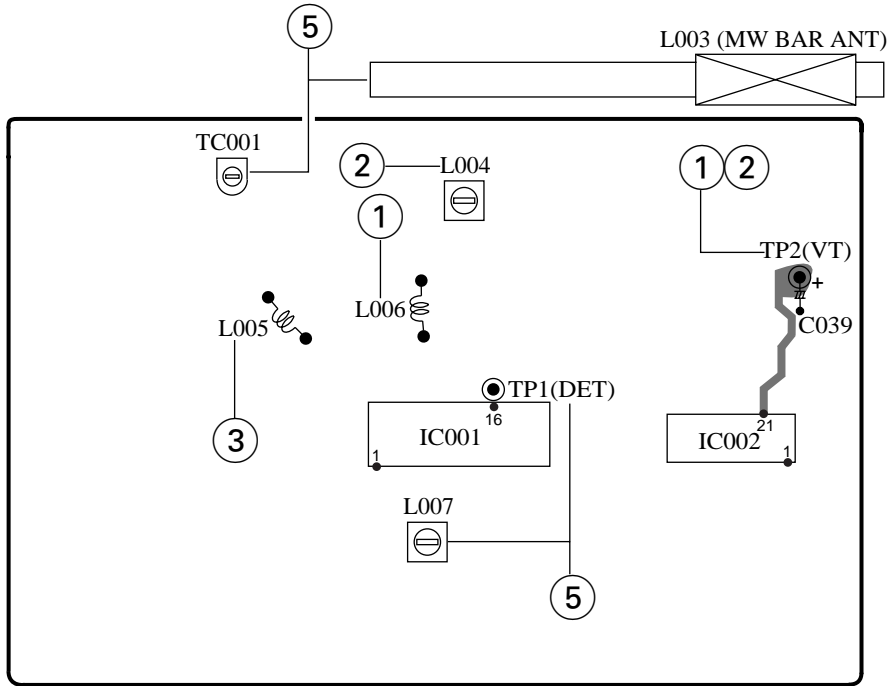 5
L003 (MW BAR ANT)
TC001
2
L004
1 2
1
TP2(VT)
+
L006
L005
C039
TP1(DET)
16
IC001
1
21
IC002
1
3
L007
5